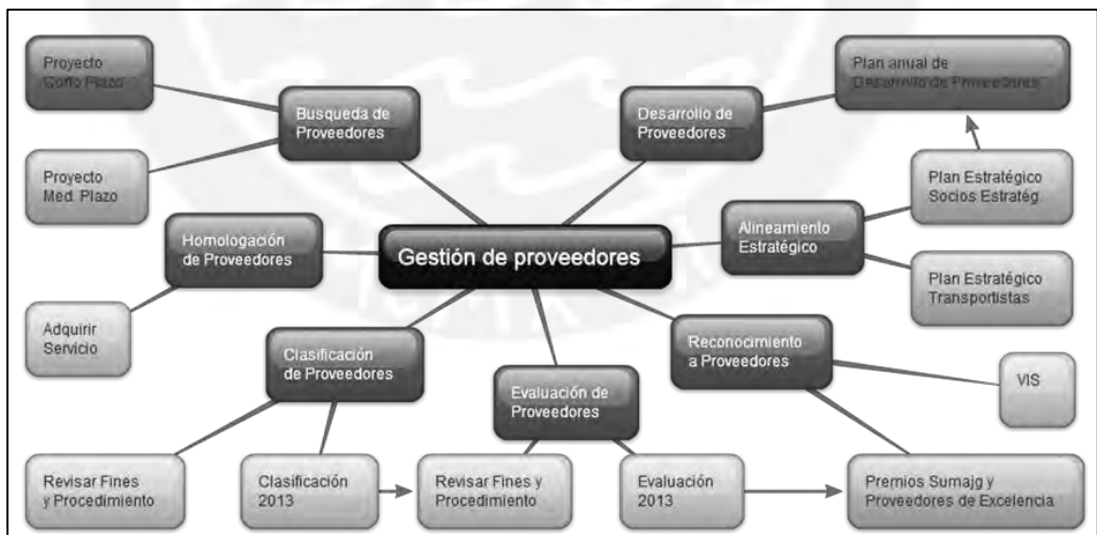 Proyecto
Corto Plazo
Busqueda de
Proveedores
Desarrollo de
Proveedores
Plan anual de
Desarrollo de Proveedores
Proyecto
Med. Plazo
Plan Estratégico
Socios Estratég.
Homologación
de Proveedores
Gestión de proveedores
Alineamiento
Estratégico
Plan Estratégico
Transportistas
Adquirir
Servicio
Clasificación
de Proveedores
Evaluación de
Proveedores
Reconocimiento
a Proveedores
VIS
Revisar Fines
y Procedimiento
Clasificación
2013
Revisar Fines y
Procedimiento
Evaluación
2013
Premios Sumajg y
Proveedores de Excelencia